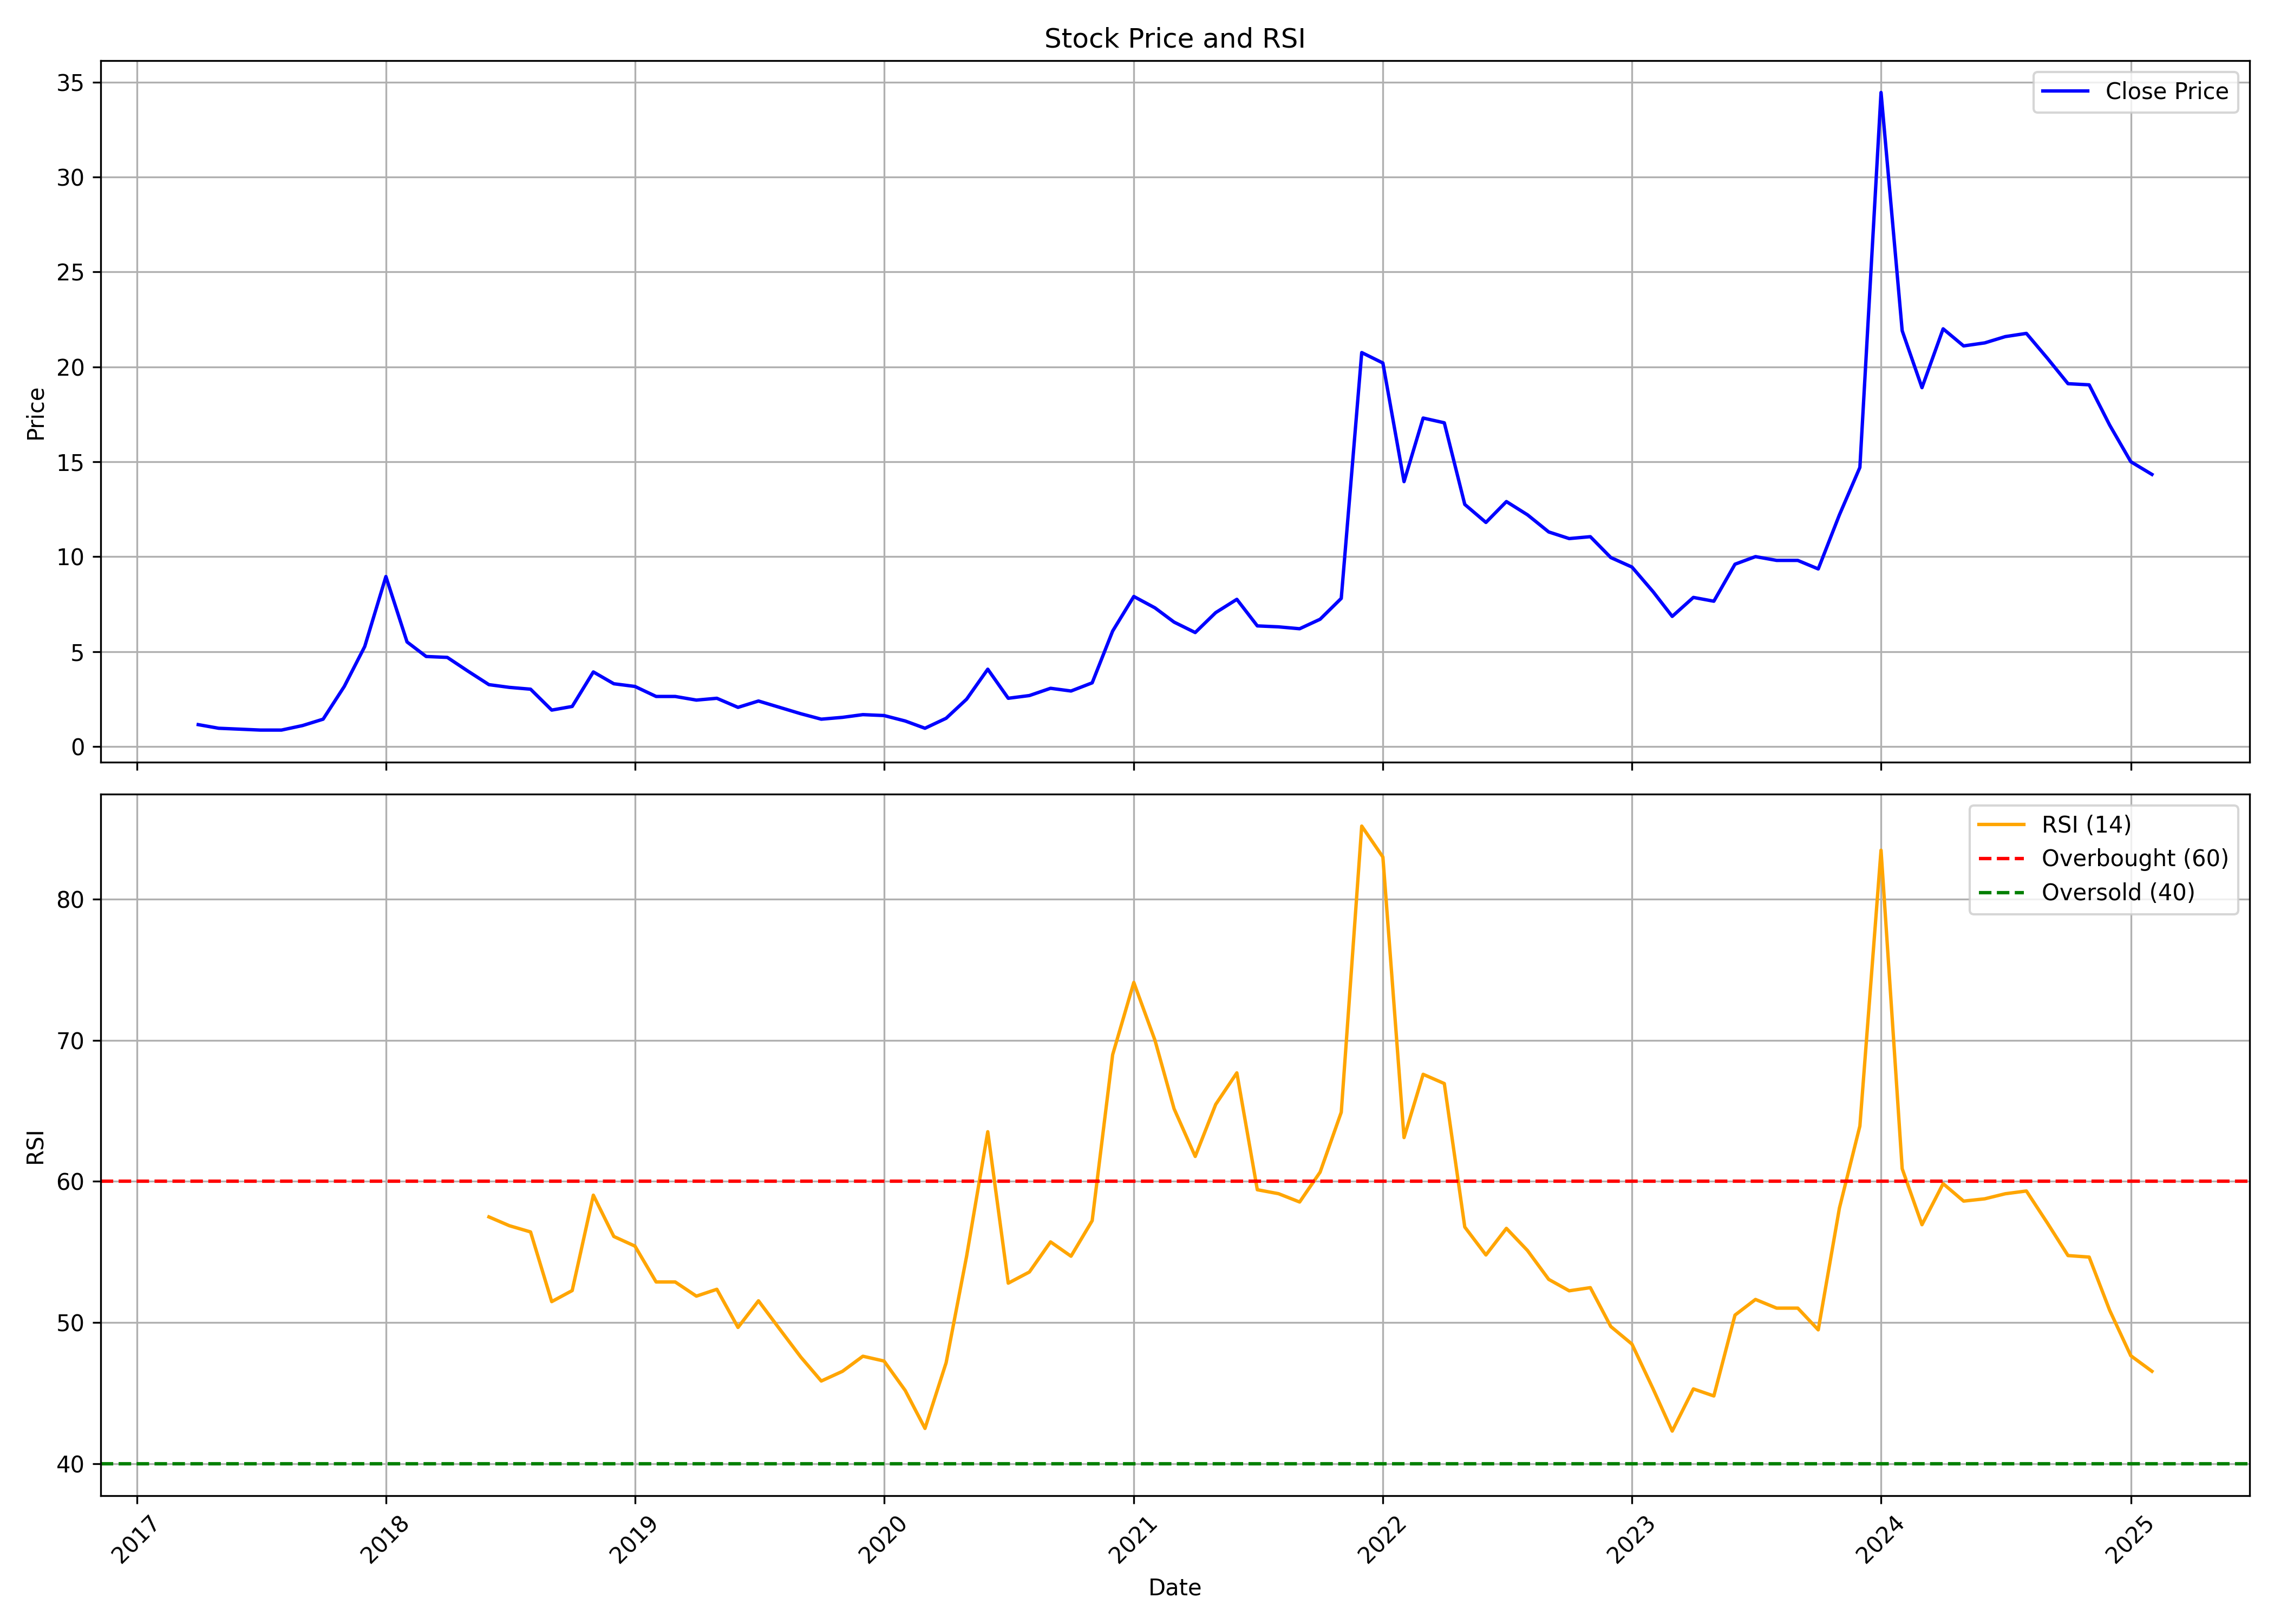 Stock Price and RSI
35
30
25
20
15
10
5
0
Price
Close Price
80
70
60
50
40
RSI
RSI (14)
Overbought (60)
Oversold (40)
2017
2018
2019
2020
2021
2022
2023
2024
2025
Date